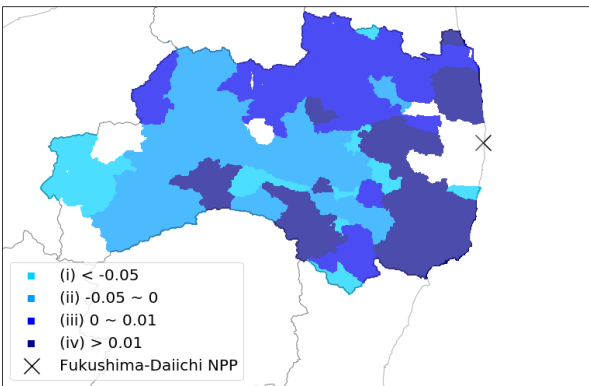 (i) < -0.05
(ii) -0.05 ~ 0
(iii) 0 ~ 0.01
(iv) > 0.01
Fukushima-Daiichi NPP